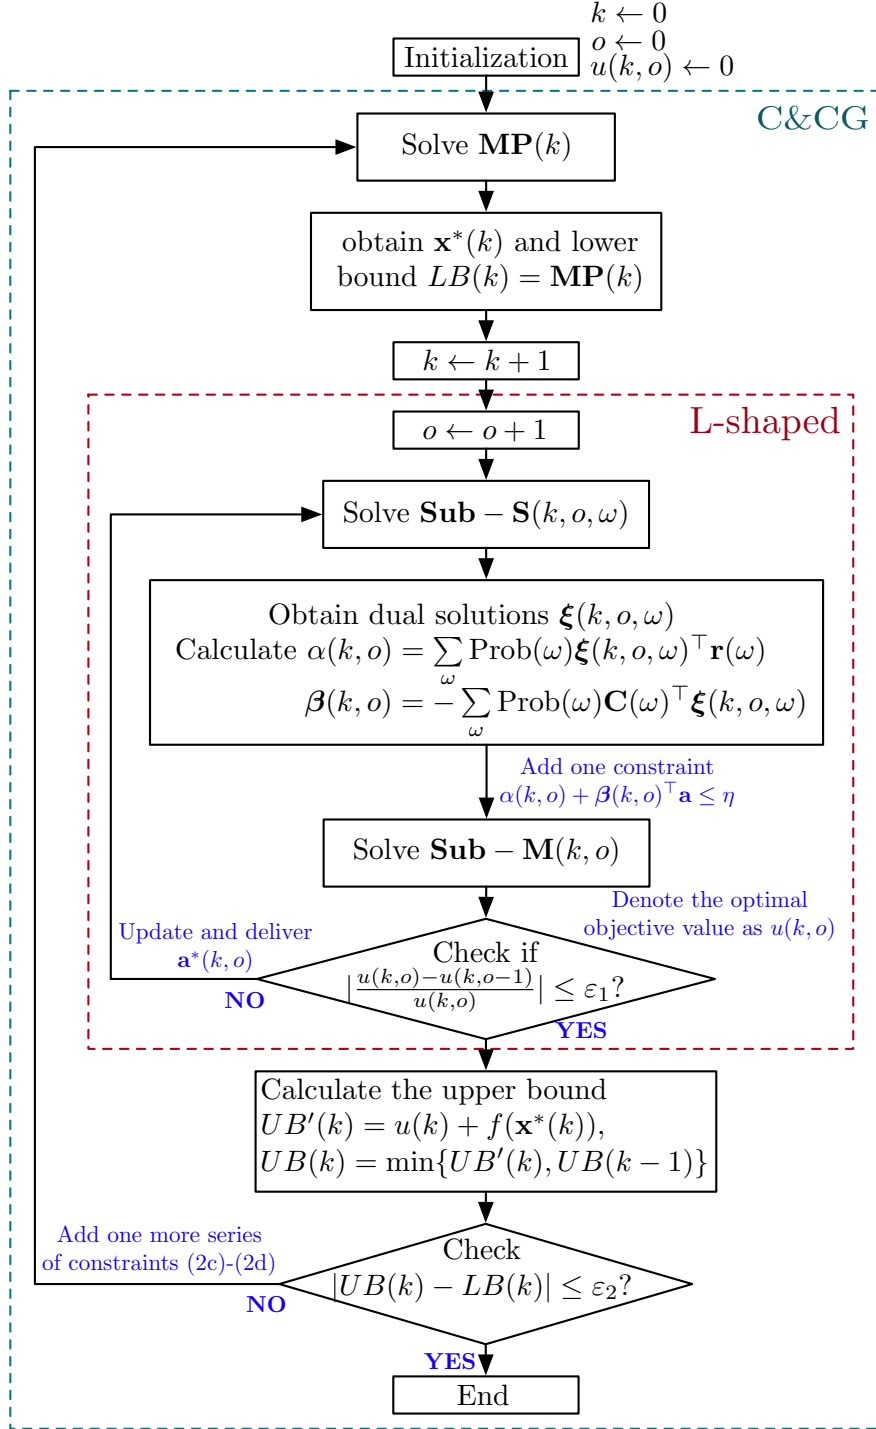 k ← 0
o ← 0
u(k, o) ← 0
Initialization
C&CG
Solve MP(k)
obtain x*(k) and lower
bound LB(k) = MP(k)
k ← k + 1
L-shaped
o ← o + 1
Solve Sub − S(k, o, ω)
Obtain dual solutions ξ(k, o, ω)
Calculate α(k, o) = ∑_ω Prob(ω)ξ(k, o, ω)^⊤ r(ω)
β(k, o) = − ∑_ω Prob(ω)C(ω)^⊤ ξ(k, o, ω)
Add one constraint
α(k, o) + β(k, o)^⊤ a ≤ η
Solve Sub − M(k, o)
Denote the optimal
objective value as u(k, o)
Update and deliver
a*(k, o)
Check if
|(u(k,o)−u(k,o−1))/u(k,o)| ≤ ε₁?
NO
YES
Calculate the upper bound
UB′(k) = u(k) + f(x*(k)),
UB(k) = min{UB′(k), UB(k − 1)}
Add one more series
of constraints (2c)-(2d)
Check
|UB(k) − LB(k)| ≤ ε₂?
NO
YES
End